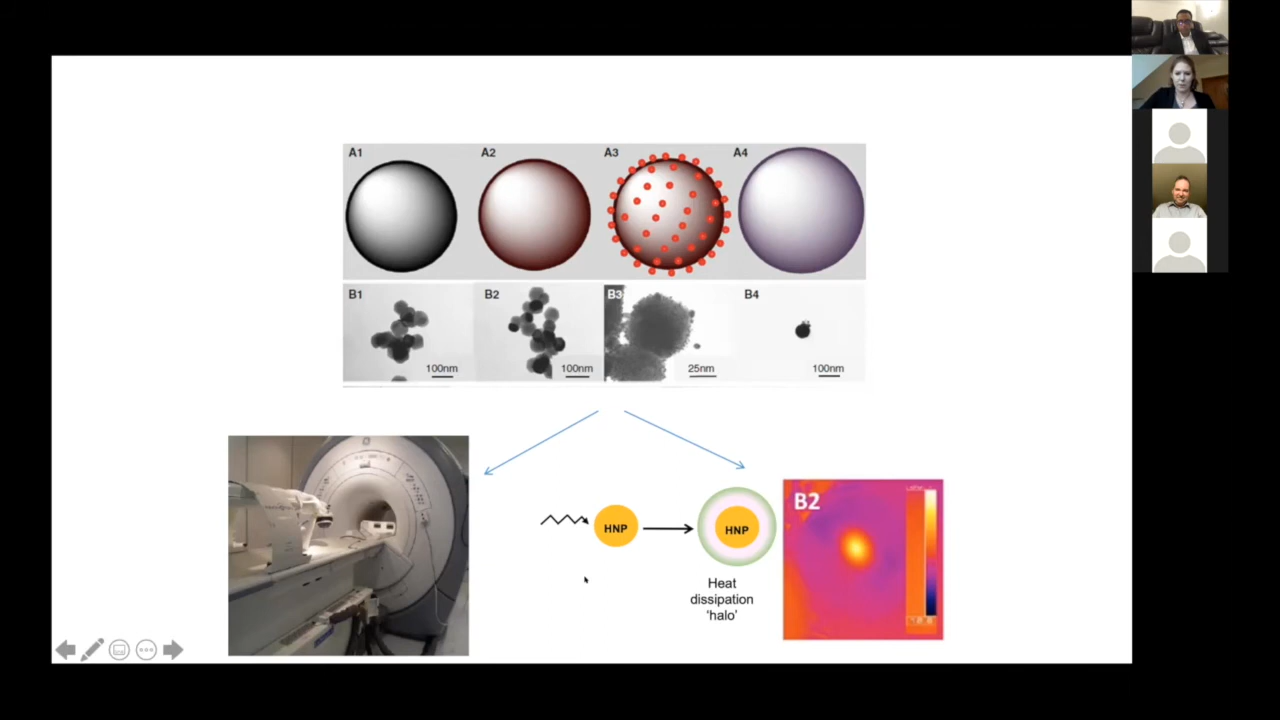 A1 A2 A3 A4
B1 B2 B3 B4
100nm 100nm 25nm 100nm
HNP HNP B2
Heat
dissipation
‘halo’